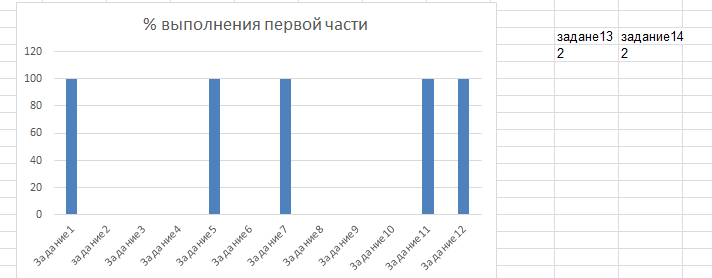 % выполнения первой части
120
100
80
60
40
20
0
Задание1
задание2
Задание3
Задание4
Задание5
Задание6
Задание7
Задание8
Задание9
Задание10
Задание11
Задание12
задане13 задание14
2 2